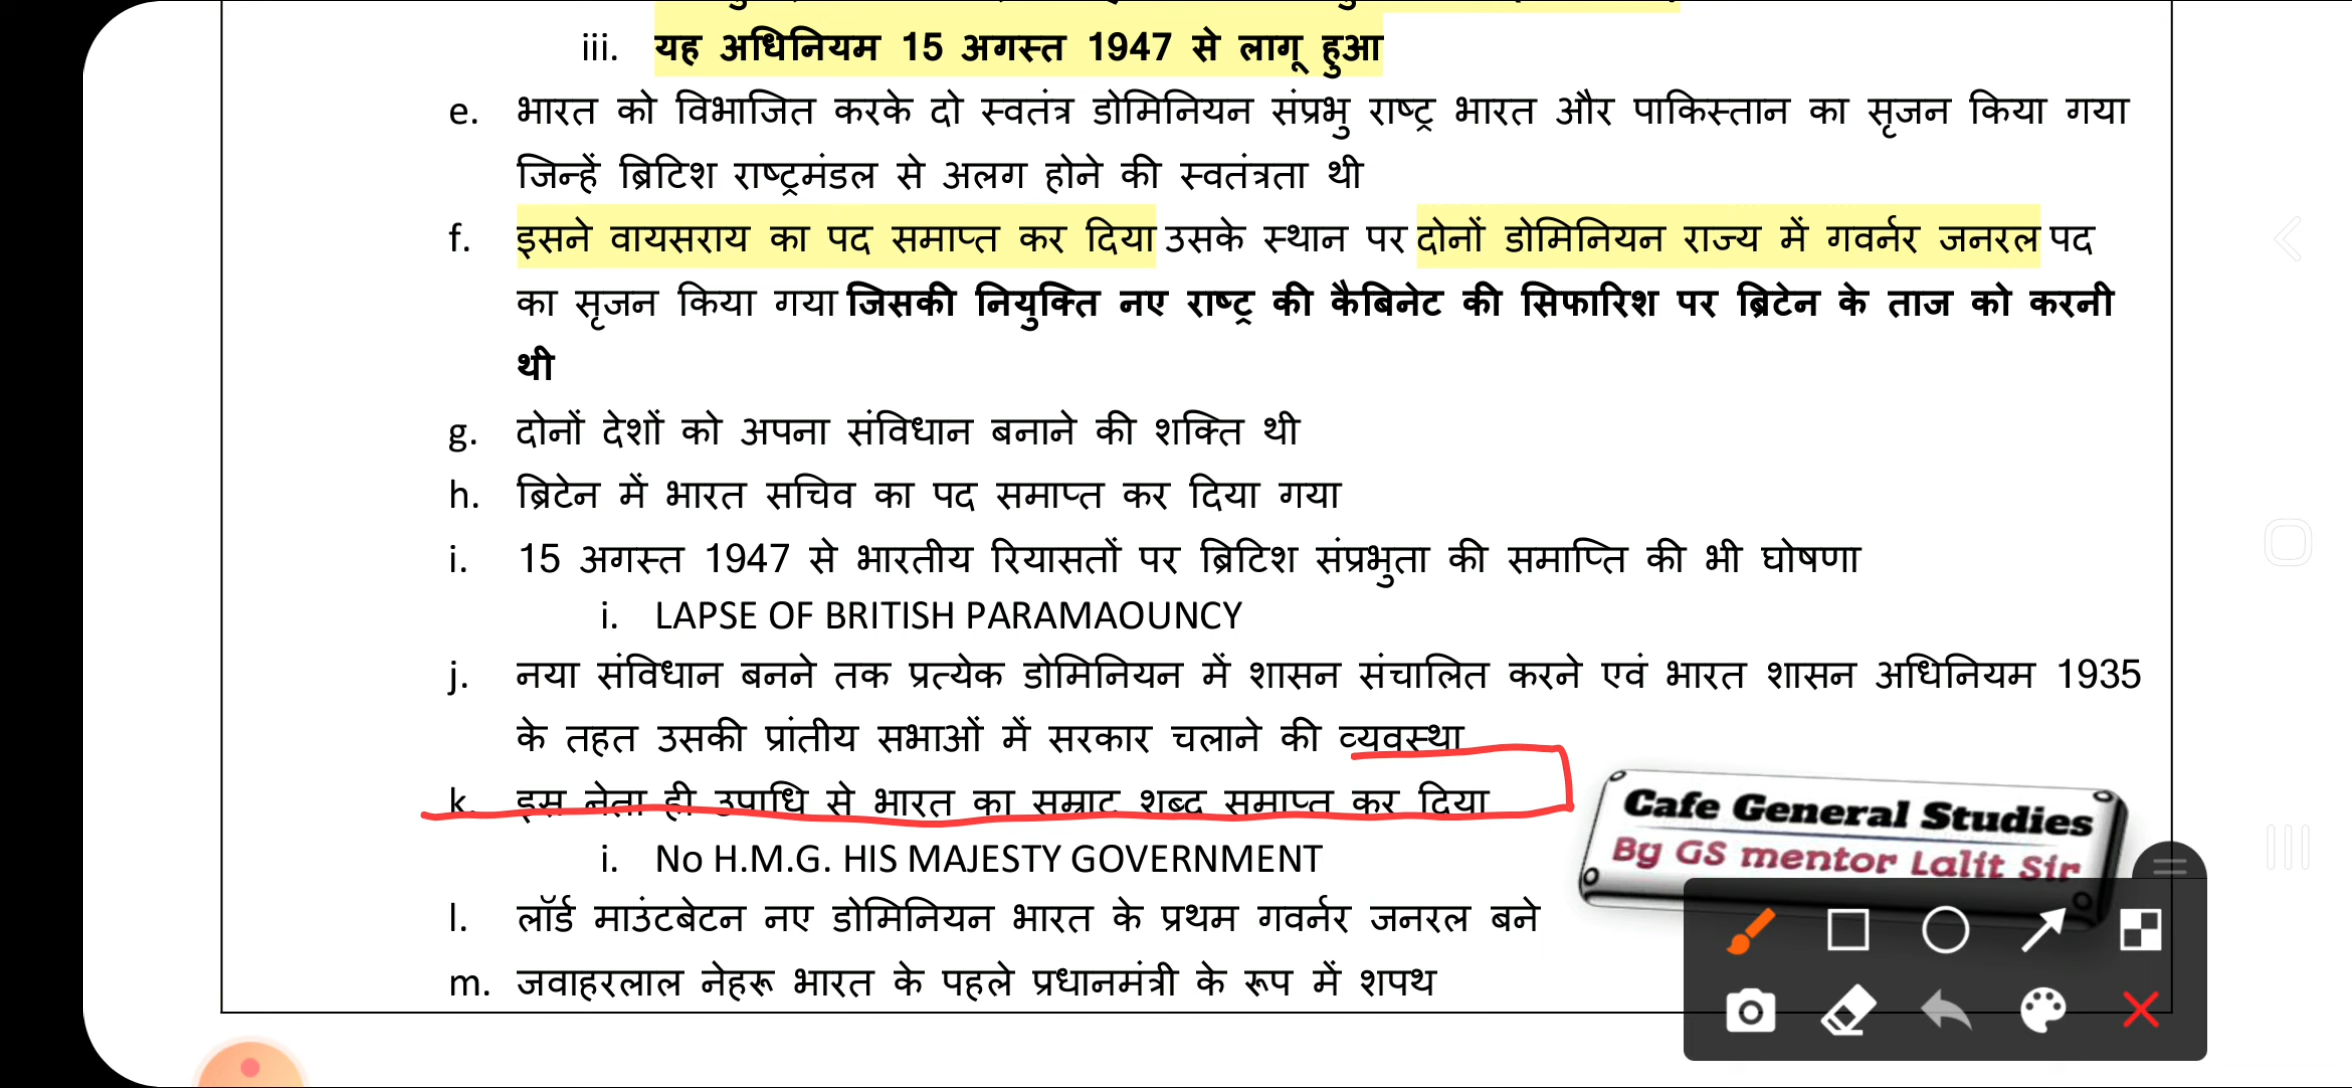 iii. यह अधिनियम 15 अगस्त 1947 से लागू हुआ
e. भारत को विभाजित करके दो स्वतंत्र डोमिनियन संप्रभु राष्ट्र भारत और पाकिस्तान का सृजन किया गया
जिन्हें ब्रिटिश राष्ट्रमंडल से अलग होने की स्वतंत्रता थी
f. इसने वायसराय का पद समाप्त कर दिया उसके स्थान पर दोनों डोमिनियन राज्य में गवर्नर जनरल पद
का सृजन किया गया जिसकी नियुक्ति नए राष्ट्र की कैबिनेट की सिफारिश पर ब्रिटेन के ताज को करनी
थी
g. दोनों देशों को अपना संविधान बनाने की शक्ति थी
h. ब्रिटेन में भारत सचिव का पद समाप्त कर दिया गया
i. 15 अगस्त 1947 से भारतीय रियासतों पर ब्रिटिश संप्रभुता की समाप्ति की भी घोषणा
i. LAPSE OF BRITISH PARAMAOUNCY
j. नया संविधान बनने तक प्रत्येक डोमिनियन में शासन संचालित करने एवं भारत शासन अधिनियम 1935
के तहत उसकी प्रांतीय सभाओं में सरकार चलाने की व्यवस्था
k. इस नेता ही उपाधि से भारत का सम्राट शब्द समाप्त कर दिया
i. No H.M.G. HIS MAJESTY GOVERNMENT
l. लॉर्ड माउंटबेटन नए डोमिनियन भारत के प्रथम गवर्नर जनरल बने
m. जवाहरलाल नेहरू भारत के पहले प्रधानमंत्री के रूप में शपथ
Cafe General Studies
By GS mentor Lalit Sir